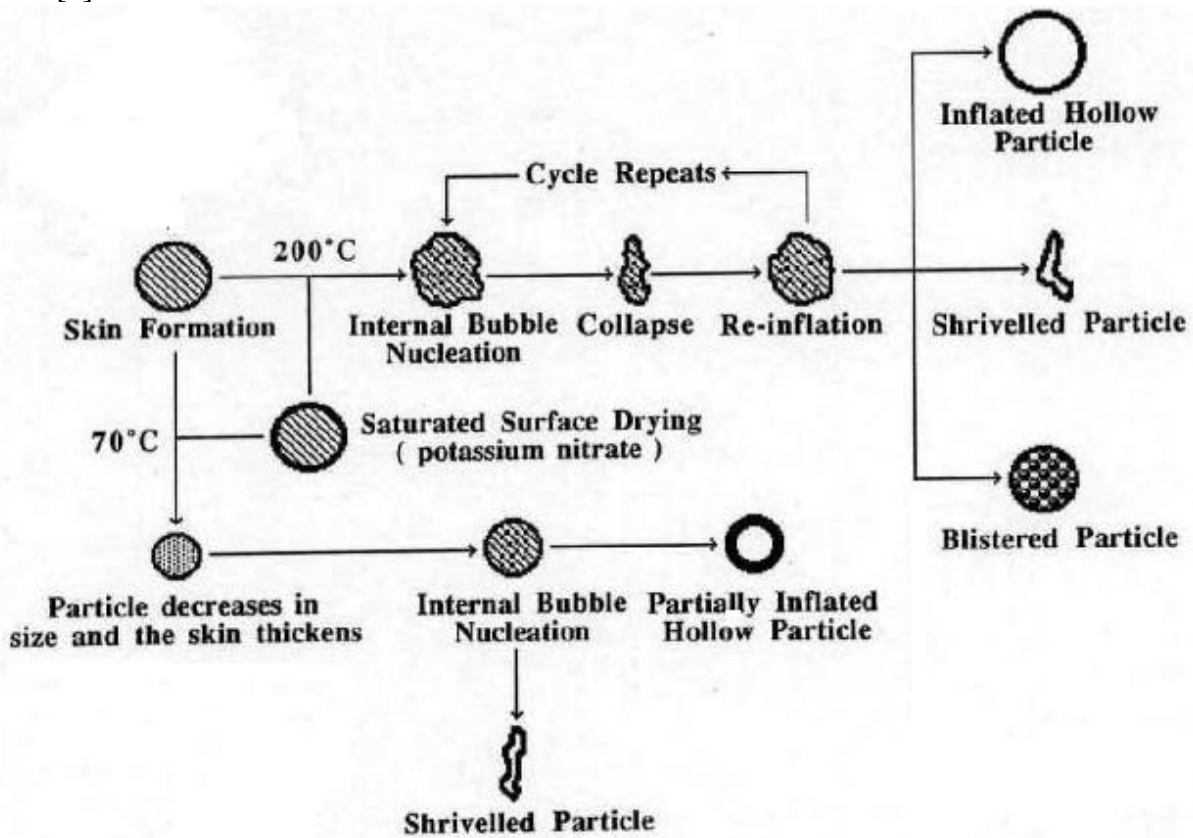 Inflated Hollow
Particle
Cycle Repeats
200°C
Skin Formation
Internal Bubble
Nucleation
Collapse
Re-inflation
Shrivelled Particle
70°C
Saturated Surface Drying
( potassium nitrate )
Blistered Particle
Particle decreases in
size and the skin thickens
Internal Bubble
Nucleation
Partially Inflated
Hollow Particle
Shrivelled Particle